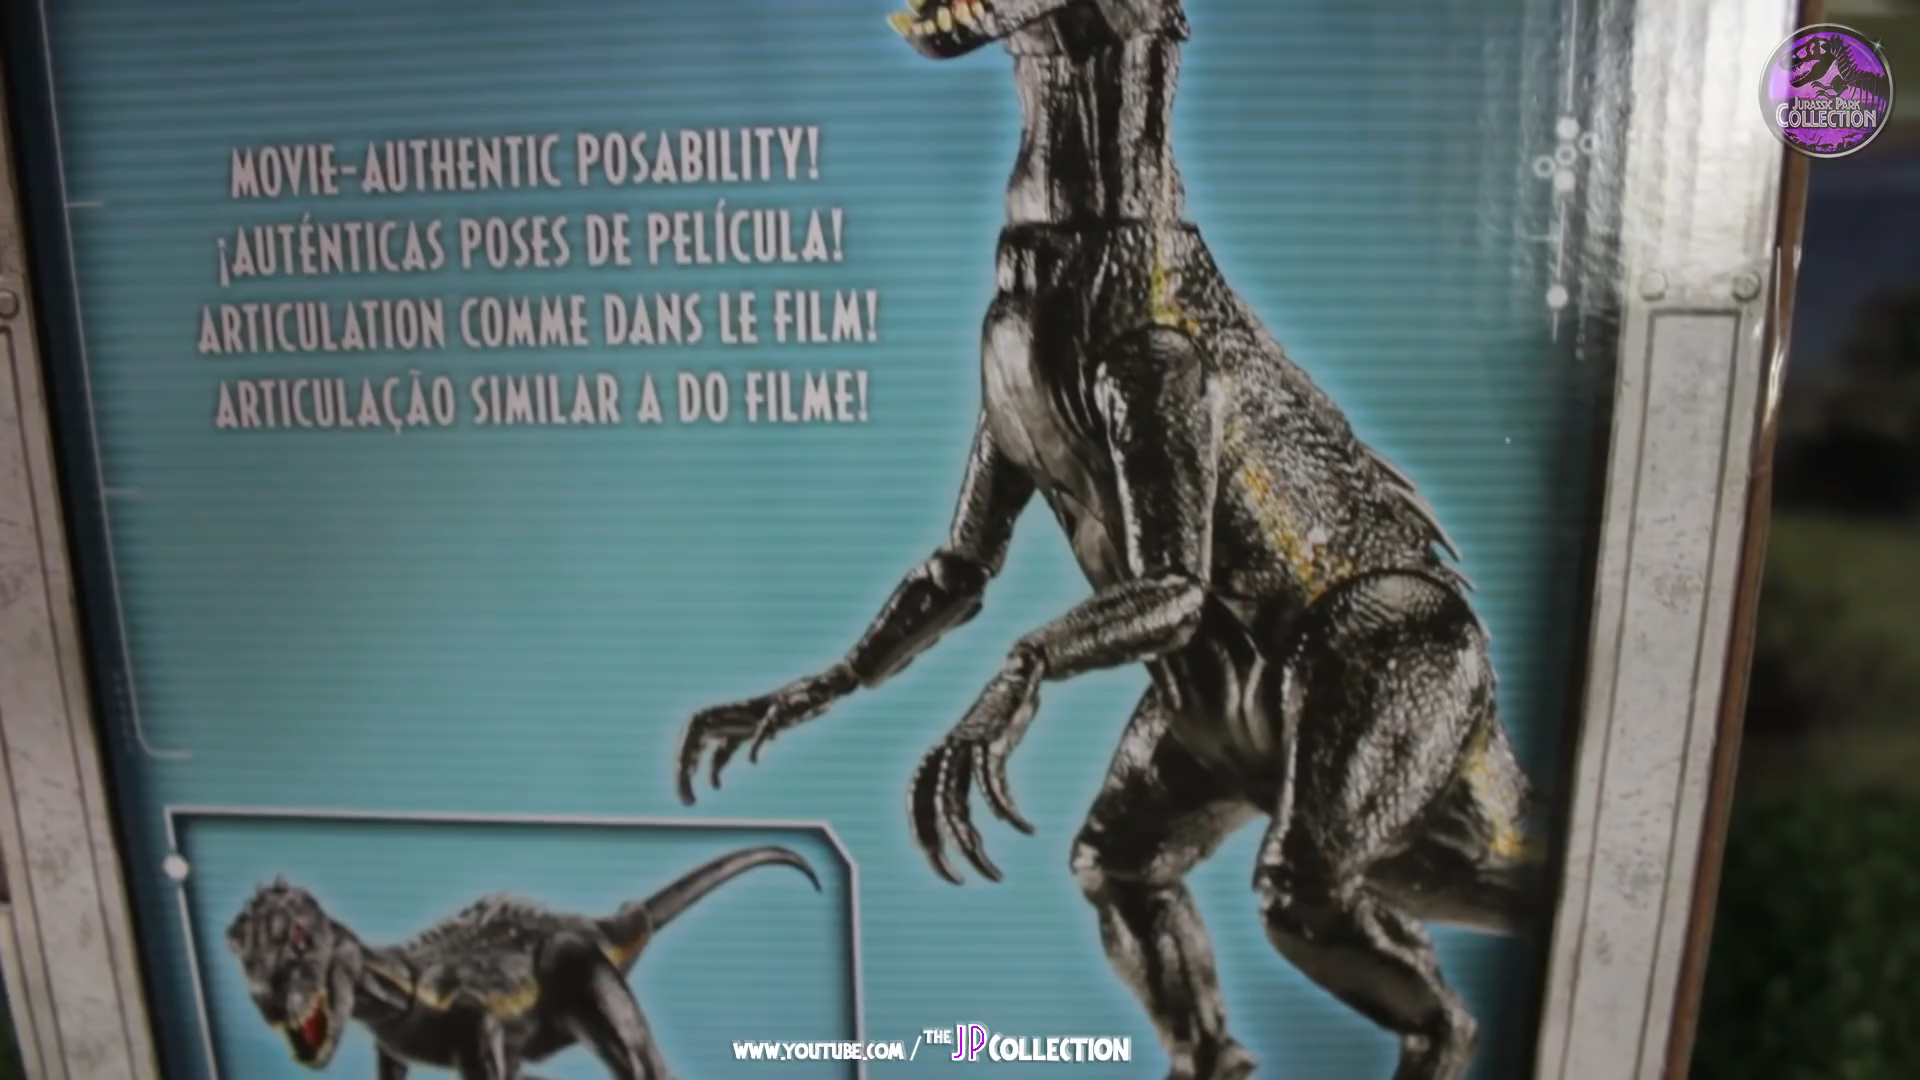 MOVIE-AUTHENTIC POSABILITY!
¡AUTÉNTICAS POSES DE PELÍCULA!
ARTICULATION COMME DANS LE FILM!
ARTICULAÇÃO SIMILAR A DO FILME!
JURASSIC PARK
COLLECTION
WWW.YOUTUBE.COM / THE JP COLLECTION